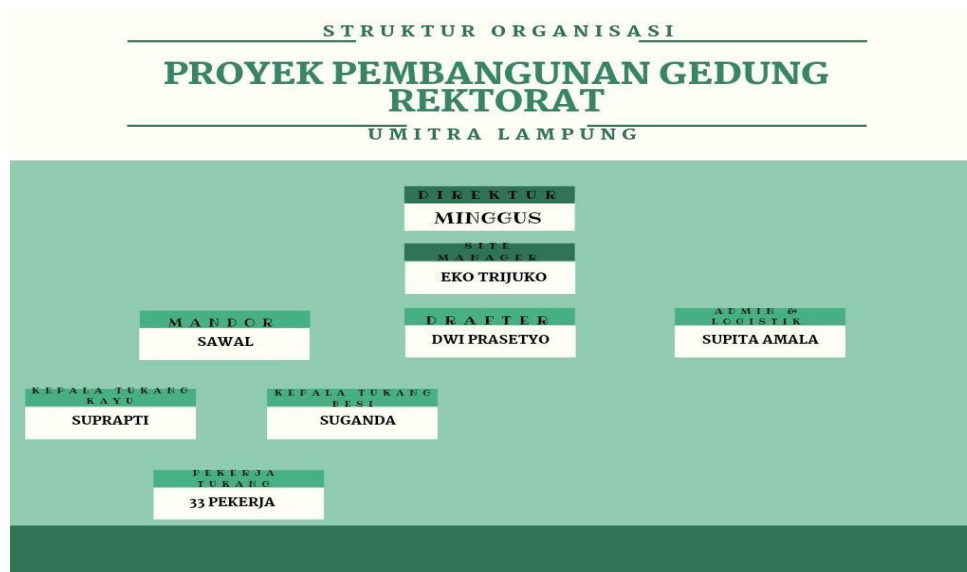 STRUKTUR ORGANISASI
PROYEK PEMBANGUNAN GEDUNG
REKTORAT
UMITRA LAMPUNG
DIREKTUR
MINGGUS
SITE
MANAGER
EKO TRIJUKO
MANDOR
SAWAL
DRAFTER
DWI PRASETYO
ADMIN &
LOGISTIK
SUPITA AMALA
KEPALA TUKANG
KAYU
SUPRAPTI
KEPALA TUKANG
BESI
SUGANDA
PEKERJA
TUKANG
33 PEKERJA